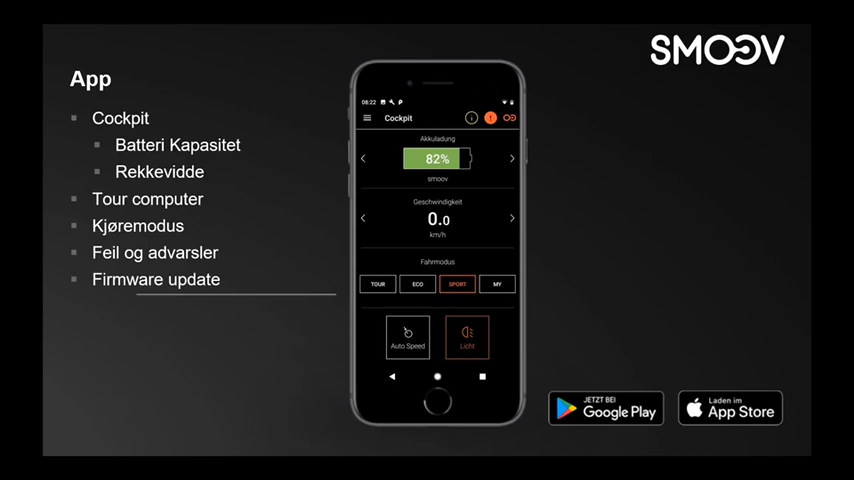 SMOOV
App
Cockpit
Batteri Kapasitet
Rekkevidde
Tour computer
Kjøremodus
Feil og advarsler
Firmware update
08:22
Cockpit
Akkuladung
82%
smoov
Geschwindigkeit
0.0
km/h
Fahrmodus
TOUR ECO SPORT MY
Auto Speed Licht
JETZT BEI
Google Play
Laden im
App Store